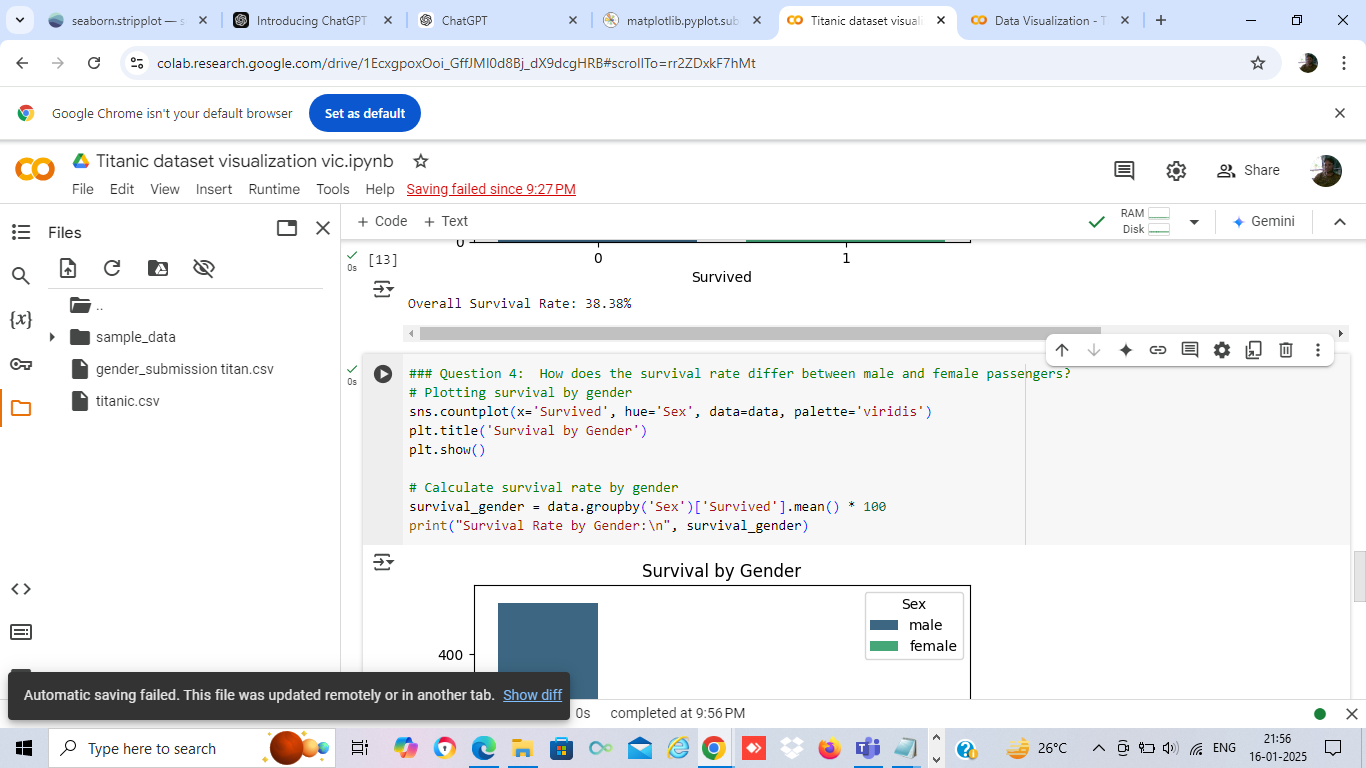 seaborn.stripplot — s
Introducing ChatGPT
ChatGPT
matplotlib.pyplot.sub
Titanic dataset visuali
Data Visualization - T
colab.research.google.com/drive/1EcxgpoxOoi_GffJMI0d8Bj_dX9dcgHRB#scrollTo=rr2ZDxkF7hMt
Google Chrome isn't your default browser
Set as default
Titanic dataset visualization vic.ipynb
Share
File Edit View Insert Runtime Tools Help Saving failed since 9:27 PM
Files
+ Code + Text
RAM
Disk
Gemini
..
sample_data
gender_submission titan.csv
titanic.csv
{x}
0s
[13]
0
0 1
Survived
Overall Survival Rate: 38.38%
0s
### Question 4:  How does the survival rate differ between male and female passengers?
# Plotting survival by gender
sns.countplot(x='Survived', hue='Sex', data=data, palette='viridis')
plt.title('Survival by Gender')
plt.show()
# Calculate survival rate by gender
survival_gender = data.groupby('Sex')['Survived'].mean() * 100
print("Survival Rate by Gender:\n", survival_gender)
Survival by Gender
Sex
male
female
400
Automatic saving failed. This file was updated remotely or in another tab. Show diff
0s completed at 9:56 PM
Type here to search
26°C
ENG
21:56
16-01-2025